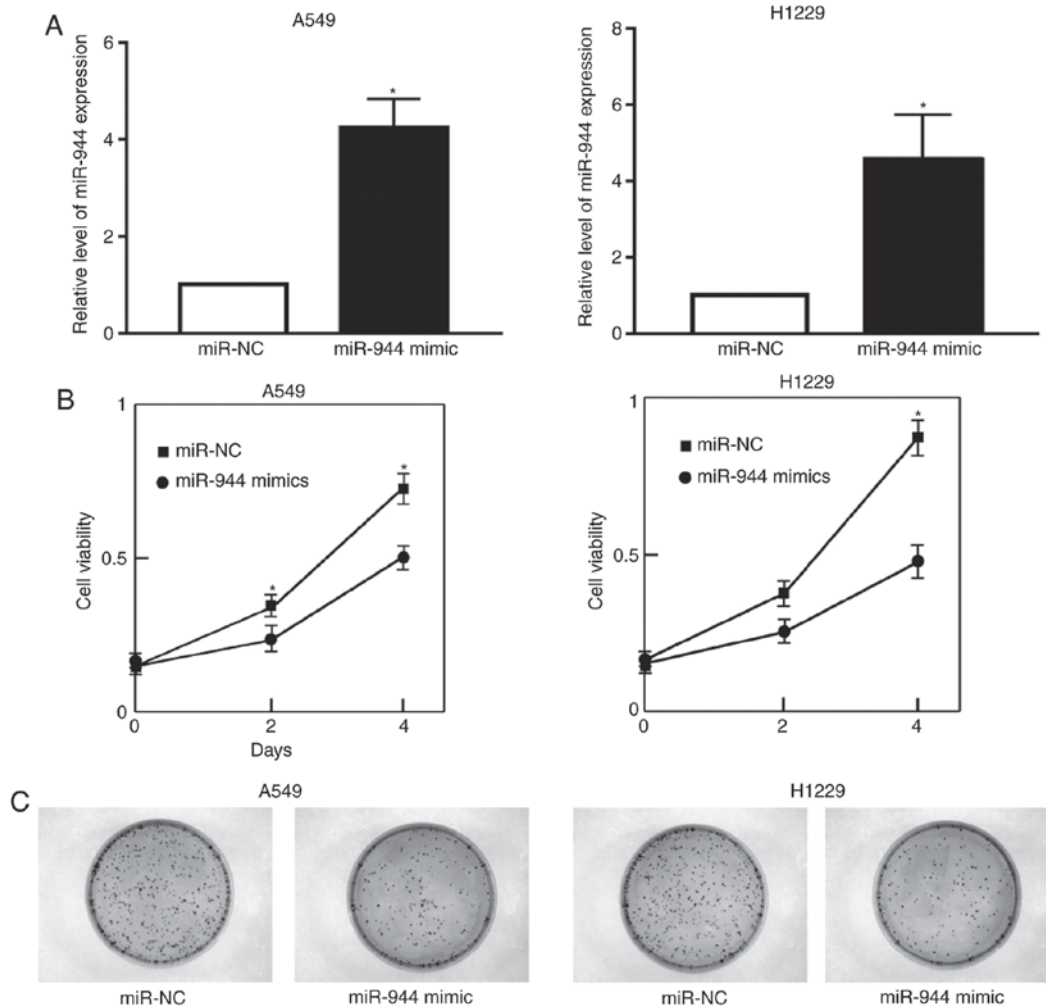 A
A549
Relative level of miR-944 expression
6
4
2
0
*
miR-NC
miR-944 mimic
H1229
Relative level of miR-944 expression
8
6
4
2
0
*
miR-NC
miR-944 mimic
B
A549
Cell viability
1
0.5
0
miR-NC
miR-944 mimics
*
*
0
2
4
Days
H1229
Cell viability
1
0.5
0
miR-NC
miR-944 mimics
*
0
2
4
C
A549
miR-NC
miR-944 mimic
H1229
miR-NC
miR-944 mimic